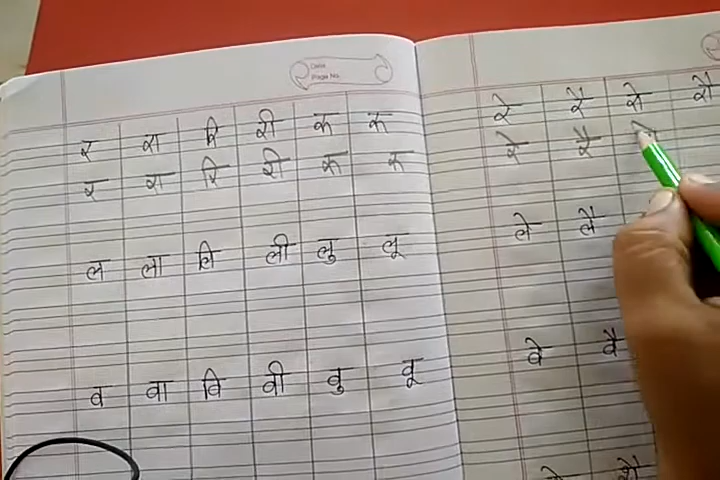 Date
Page No.
र रा रि री रू रू रे रै रो रौ
र रा रि री रू रू रे रै
ल ला लि ली लु लू ले लै
व वा वि वी वु वू वे वै